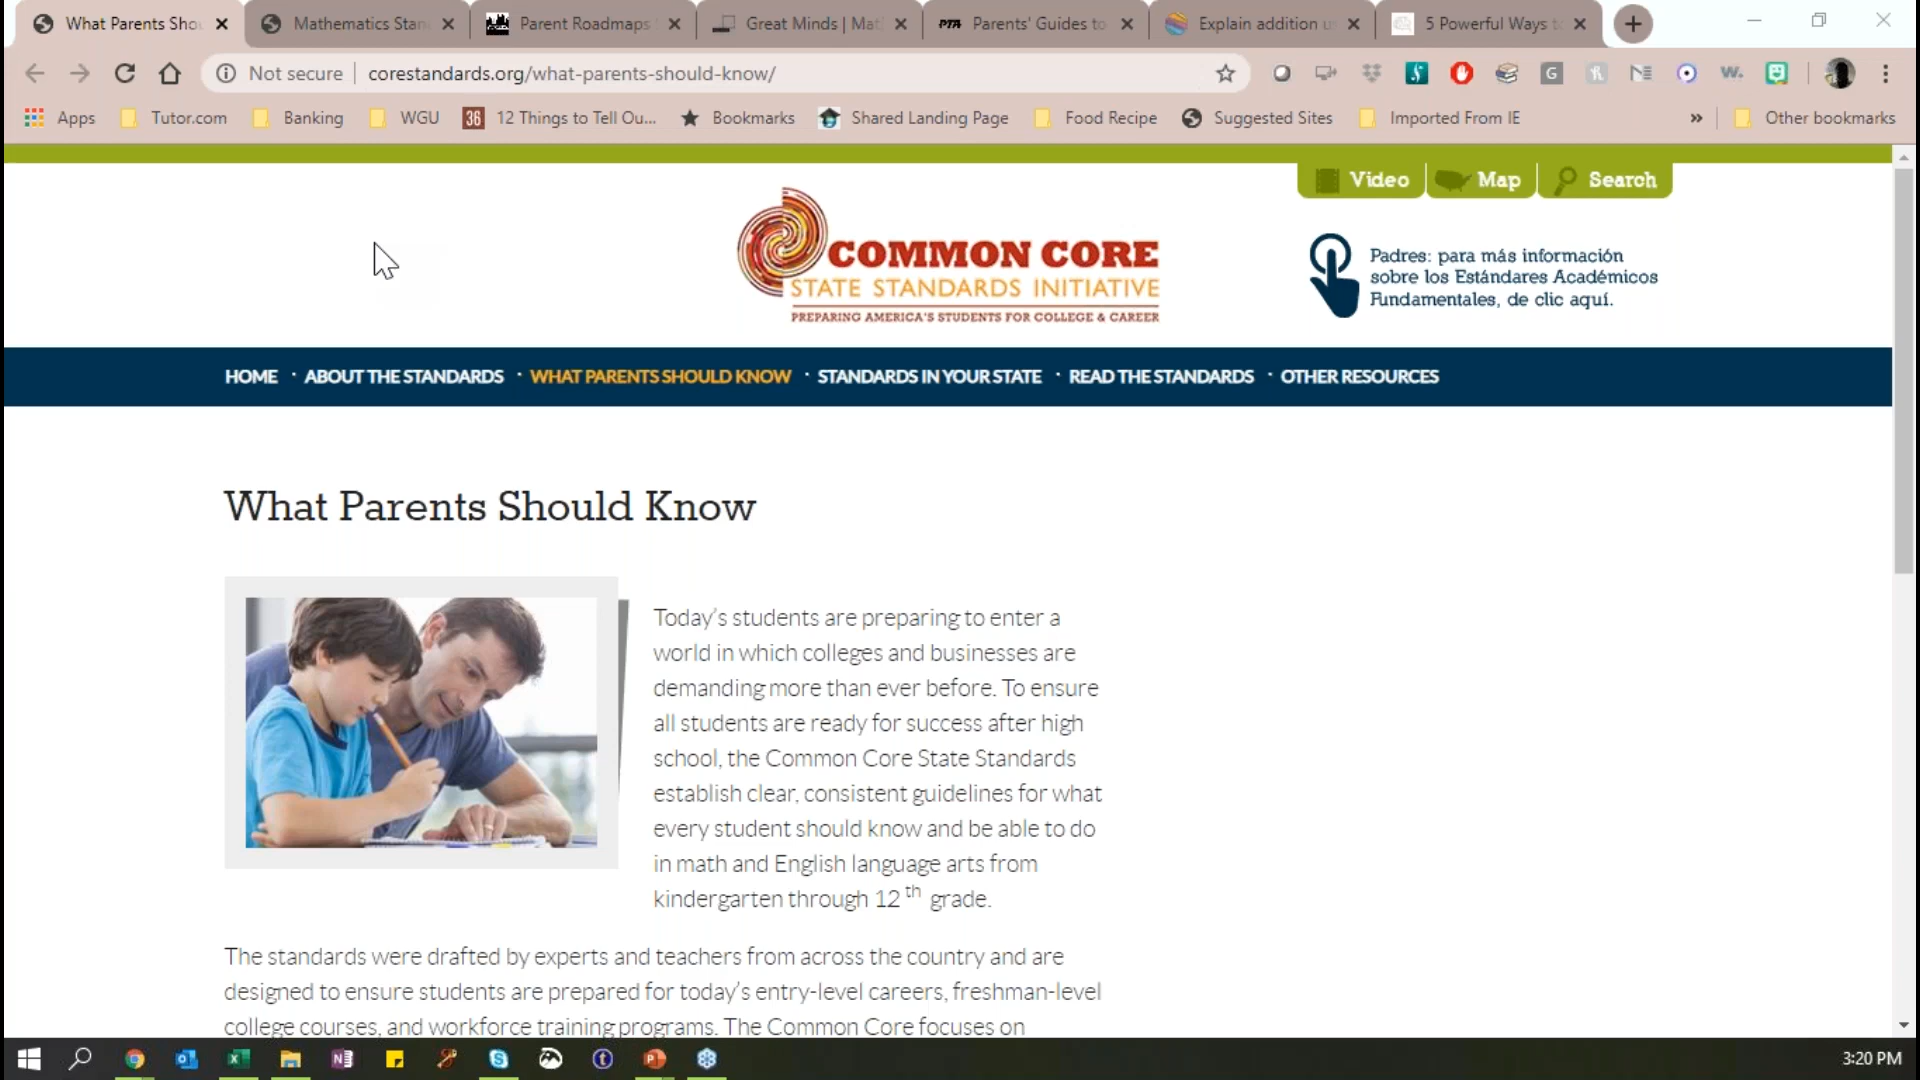 What Parents Shou
Mathematics Stan
Parent Roadmaps
Great Minds | Mat
PTA Parents' Guides to
Explain addition u
5 Powerful Ways t
Not secure
corestandards.org/what-parents-should-know/
Apps
Tutor.com
Banking
WGU
36 12 Things to Tell Ou...
Bookmarks
Shared Landing Page
Food Recipe
Suggested Sites
Imported From IE
»
Other bookmarks
Video
Map
Search
COMMON CORE
STATE STANDARDS INITIATIVE
PREPARING AMERICA'S STUDENTS FOR COLLEGE & CAREER
Padres: para más información
sobre los Estándares Académicos
Fundamentales, de clic aquí.
HOME · ABOUT THE STANDARDS · WHAT PARENTS SHOULD KNOW · STANDARDS IN YOUR STATE · READ THE STANDARDS · OTHER RESOURCES
What Parents Should Know
Today's students are preparing to enter a
world in which colleges and businesses are
demanding more than ever before. To ensure
all students are ready for success after high
school, the Common Core State Standards
establish clear, consistent guidelines for what
every student should know and be able to do
in math and English language arts from
kindergarten through 12 th grade.
The standards were drafted by experts and teachers from across the country and are
designed to ensure students are prepared for today's entry-level careers, freshman-level
college courses, and workforce training programs. The Common Core focuses on
3:20 PM